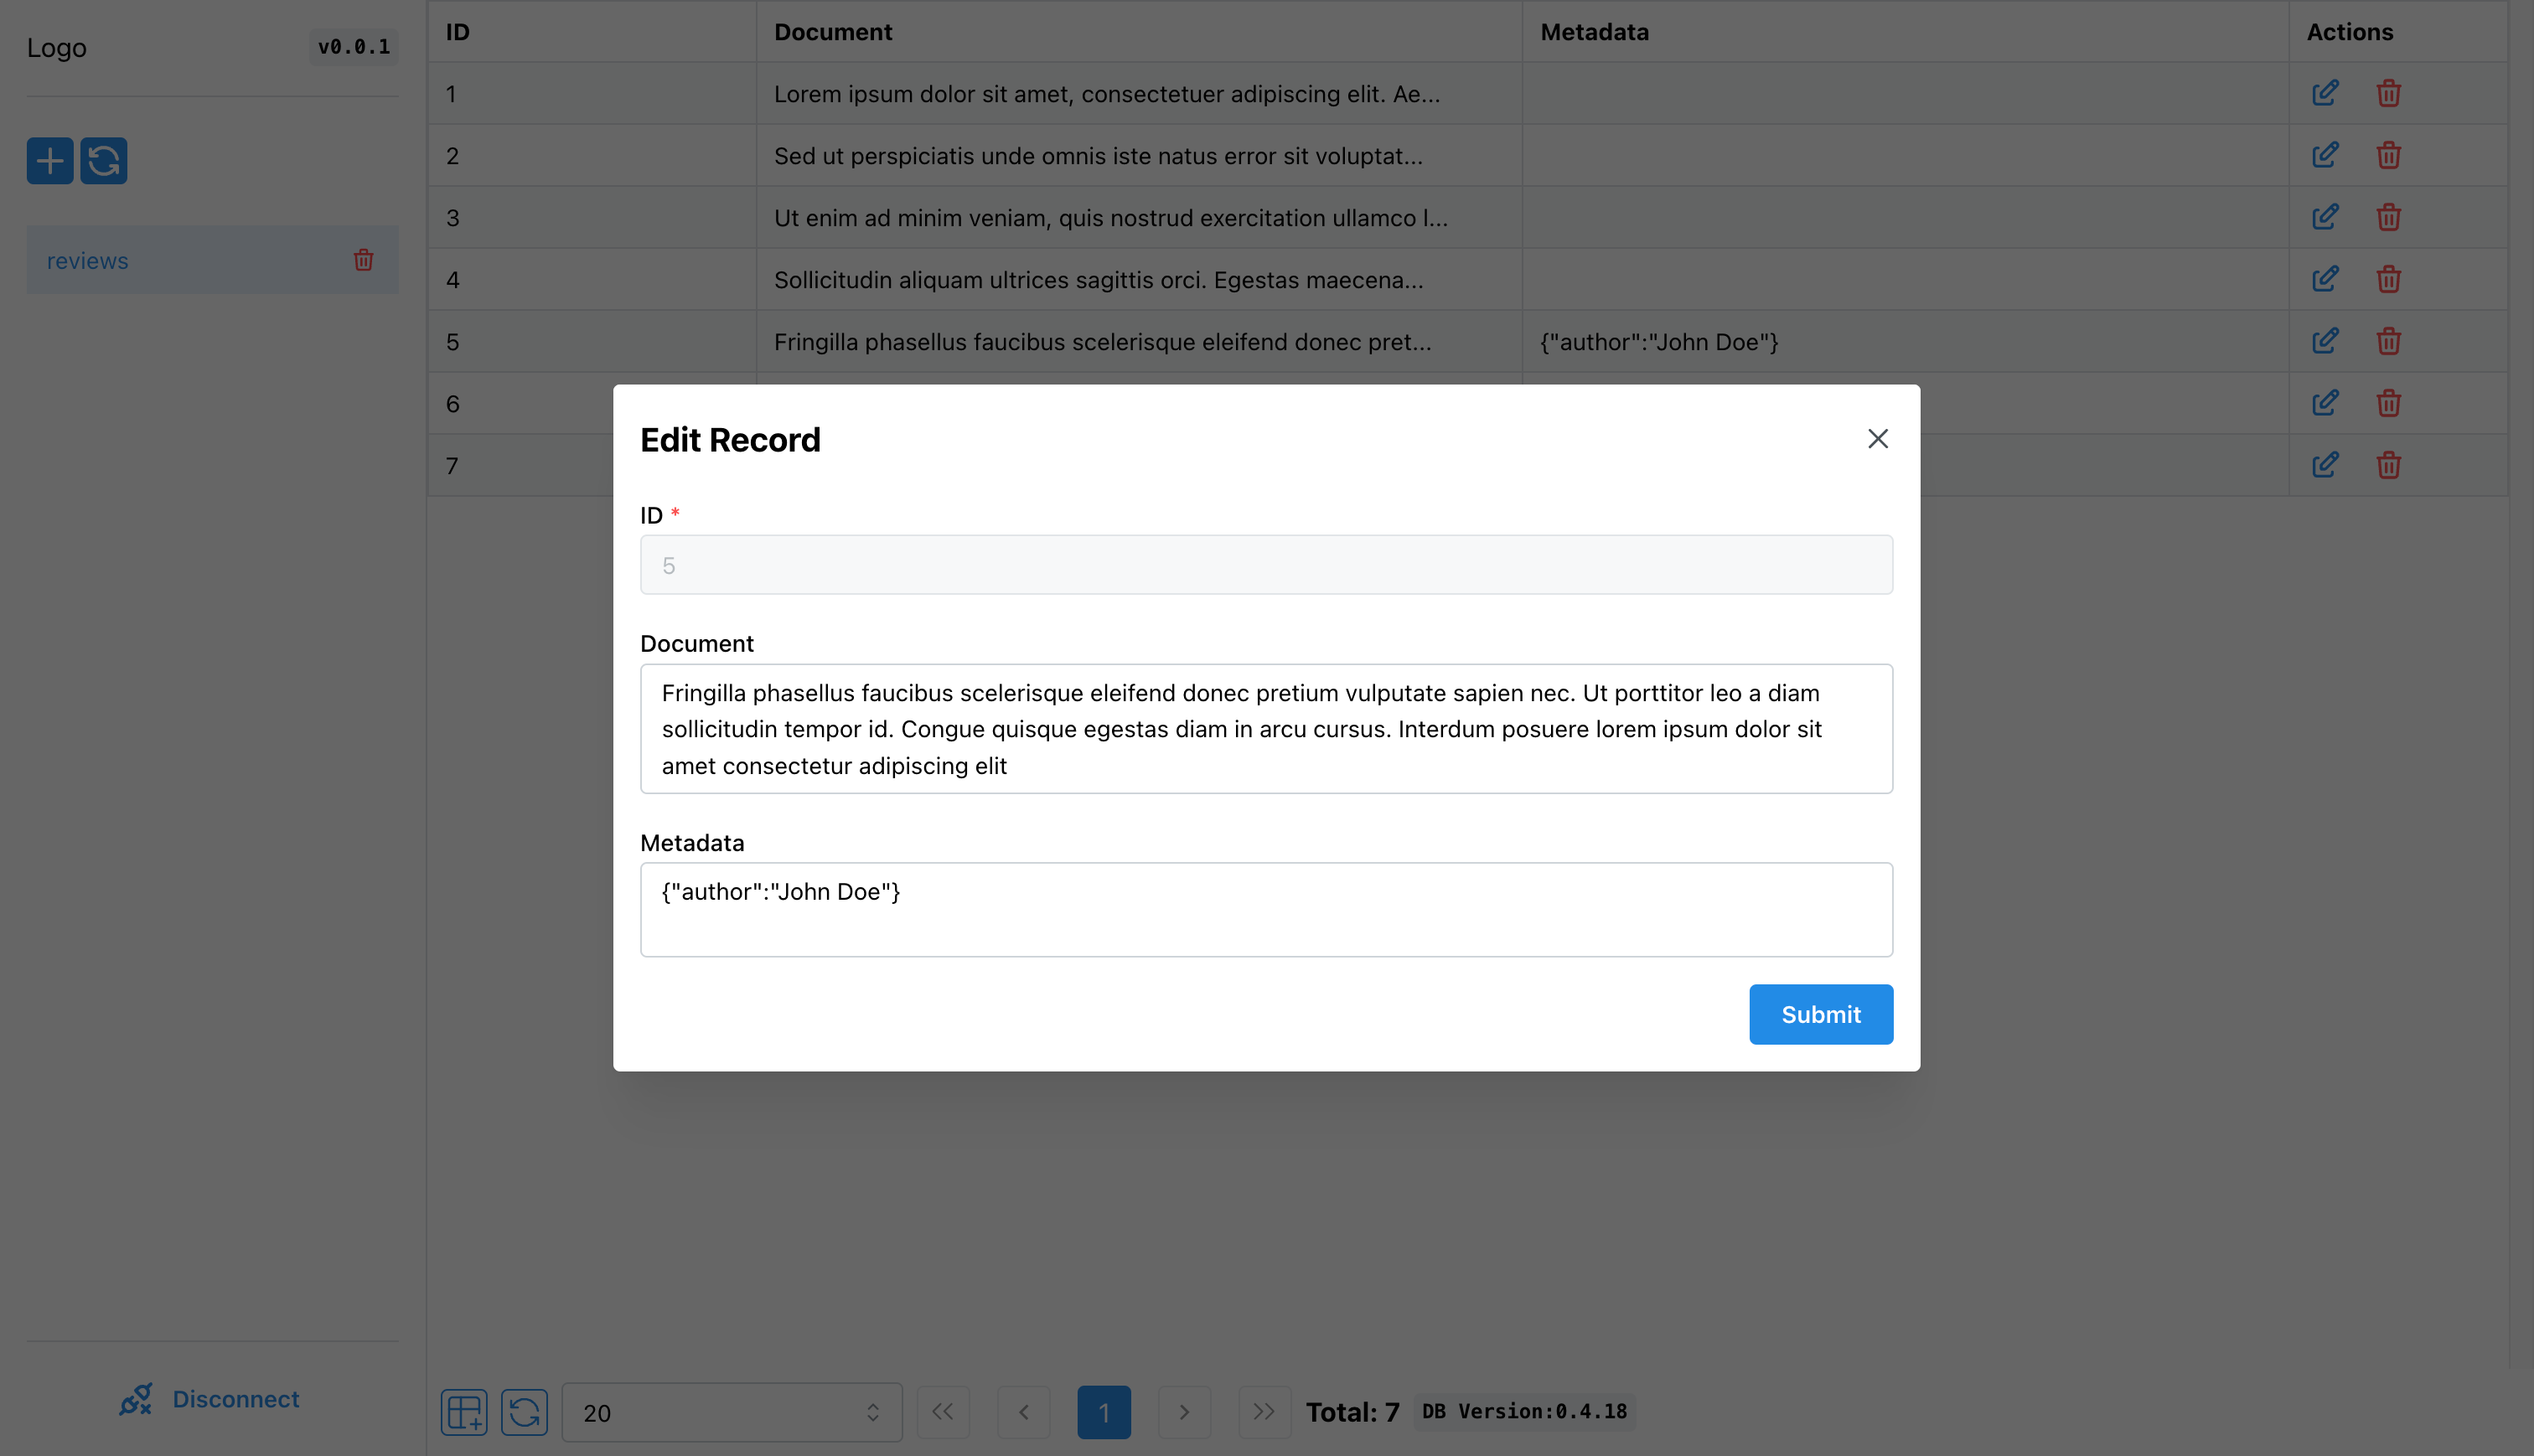 Logo
v0.0.1
reviews
Disconnect
ID Document Metadata Actions
1 Lorem ipsum dolor sit amet, consectetuer adipiscing elit. Ae...
2 Sed ut perspiciatis unde omnis iste natus error sit voluptat...
3 Ut enim ad minim veniam, quis nostrud exercitation ullamco l...
4 Sollicitudin aliquam ultrices sagittis orci. Egestas maecena...
5 Fringilla phasellus faucibus scelerisque eleifend donec pret... {"author":"John Doe"}
6
7
Edit Record
ID *
5
Document
Fringilla phasellus faucibus scelerisque eleifend donec pretium vulputate sapien nec. Ut porttitor leo a diam
sollicitudin tempor id. Congue quisque egestas diam in arcu cursus. Interdum posuere lorem ipsum dolor sit
amet consectetur adipiscing elit
Metadata
{"author":"John Doe"}
Submit
20 1 Total: 7 DB Version:0.4.18